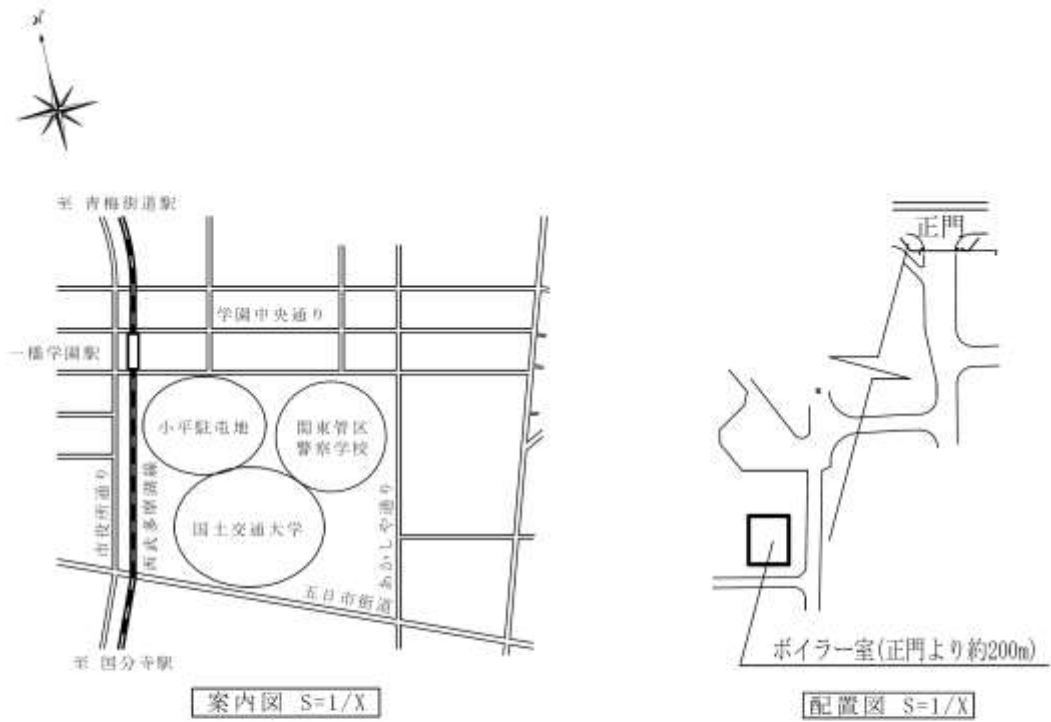 至 青梅街道駅
学園中央通り
一橋学園駅
小平駐屯地
関東管区
警察学校
国土交通大学
市役所通り
西武多摩湖線
あかしや通り
五日市街道
至 国分寺駅
案内図 S=1/X
正門
ボイラー室(正門より約200m)
配置図 S=1/X